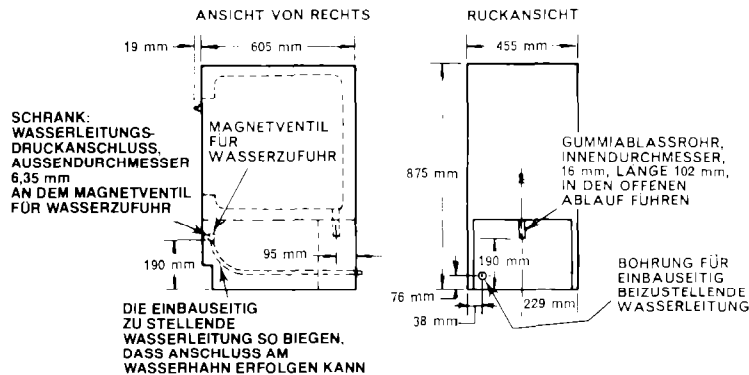 ANSICHT VON RECHTS
RUCKANSICHT
19 mm
605 mm
455 mm
SCHRANK:
WASSERLEITUNGS-
DRUCKANSCHLUSS,
AUSSENDURCHMESSER
6,35 mm
AN DEM MAGNETVENTIL
FÜR WASSERZUFUHR
MAGNETVENTIL
FÜR
WASSERZUFUHR
190 mm
95 mm
DIE EINBAUSEITIG
ZU STELLENDE
WASSERLEITUNG SO BIEGEN,
DASS ANSCHLUSS AM
WASSERHAHN ERFOLGEN KANN
875 mm
GUMMIABLASSROHR,
INNENDURCHMESSER,
16 mm, LÄNGE 102 mm,
IN DEN OFFENEN
ABLAUF FÜHREN
190 mm
76 mm
38 mm
229 mm
BOHRUNG FÜR
EINBAUSEITIG
BEIZUSTELLENDE
WASSERLEITUNG